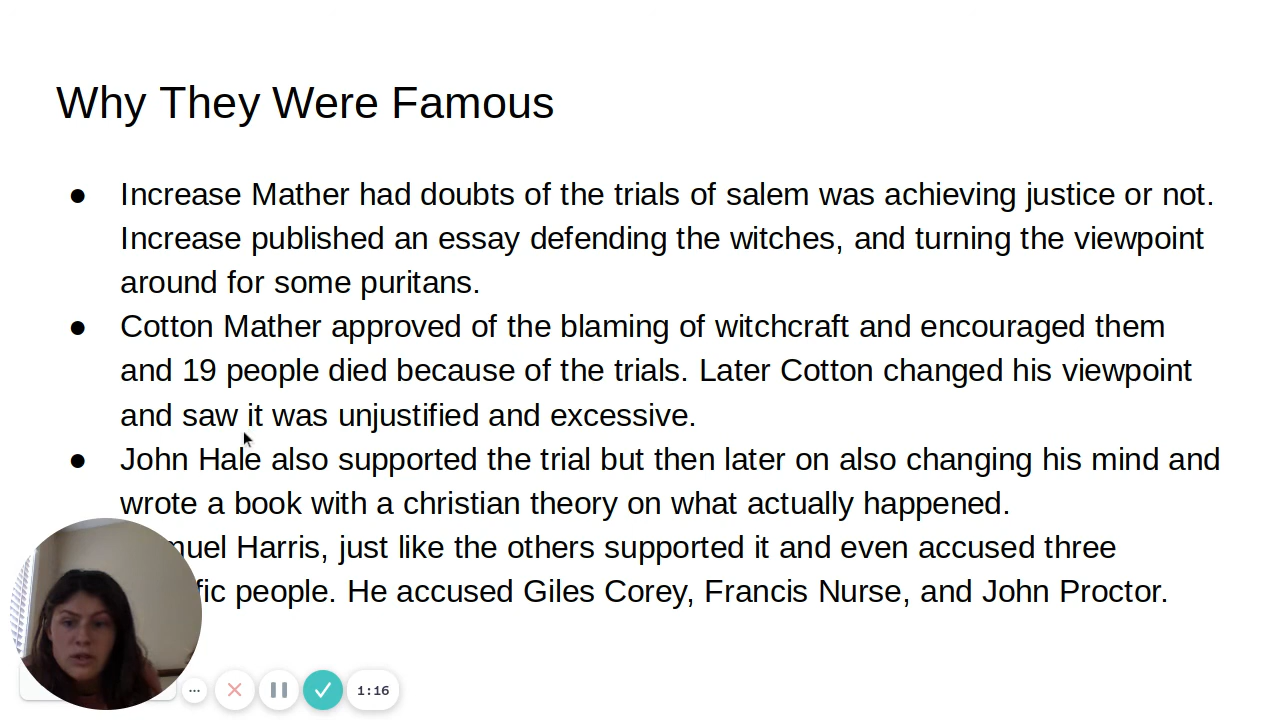 Why They Were Famous
● Increase Mather had doubts of the trials of salem was achieving justice or not.
Increase published an essay defending the witches, and turning the viewpoint
around for some puritans.
● Cotton Mather approved of the blaming of witchcraft and encouraged them
and 19 people died because of the trials. Later Cotton changed his viewpoint
and saw it was unjustified and excessive.
● John Hale also supported the trial but then later on also changing his mind and
wrote a book with a christian theory on what actually happened.
Harris, just like the others supported it and even accused three
people. He accused Giles Corey, Francis Nurse, and John Proctor.
1:16